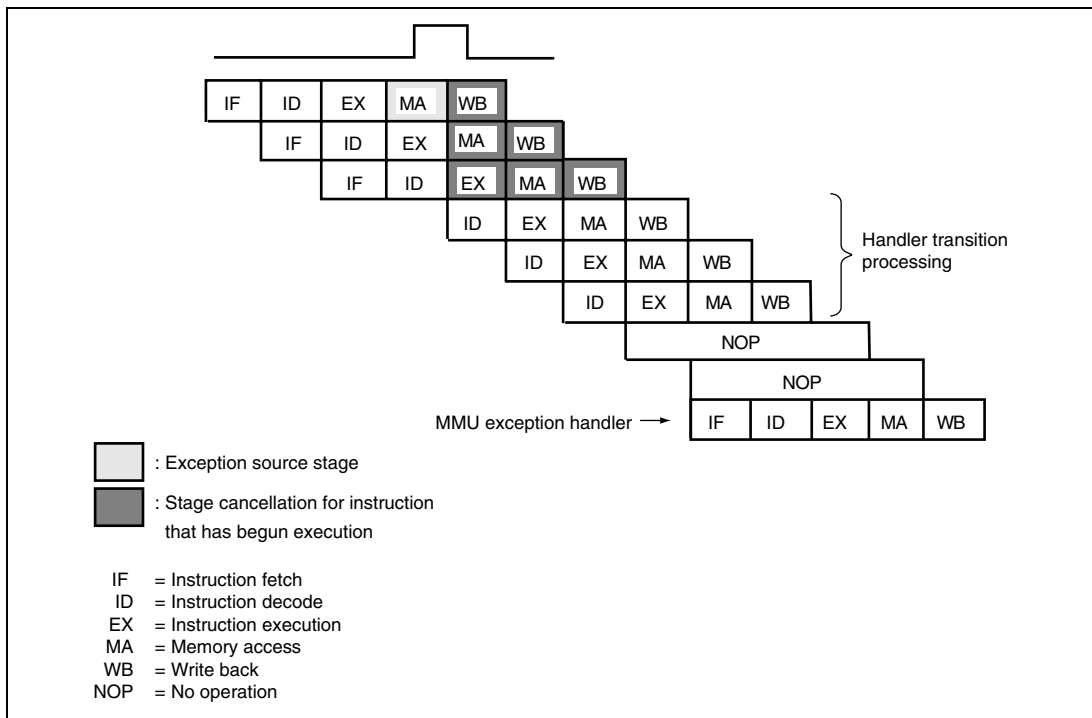 IF ID EX MA WB
IF ID EX MA WB
IF ID EX MA WB
ID EX MA WB
ID EX MA WB
ID EX MA WB
Handler transition
processing
NOP
NOP
MMU exception handler → IF ID EX MA WB
: Exception source stage
: Stage cancellation for instruction
that has begun execution
IF = Instruction fetch
ID = Instruction decode
EX = Instruction execution
MA = Memory access
WB = Write back
NOP = No operation